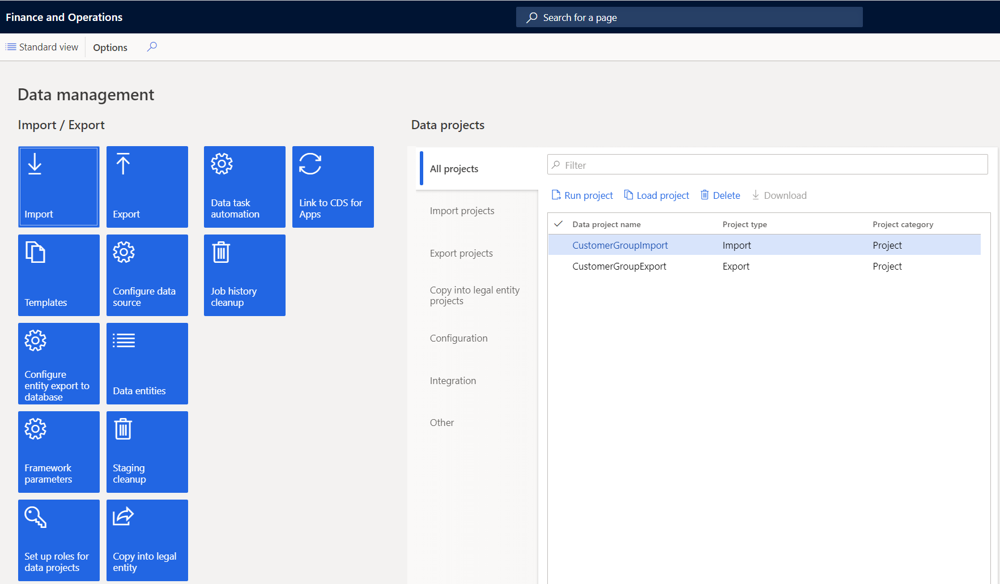 Finance and Operations
Search for a page
Standard view
Options
Data management
Import / Export
Import
Export
Data task
automation
Link to CDS for
Apps
Templates
Configure data
source
Job history
cleanup
Configure
entity export to
database
Data entities
Framework
parameters
Staging
cleanup
Set up roles for
data projects
Copy into legal
entity
Data projects
All projects
Import projects
Export projects
Copy into legal entity
projects
Configuration
Integration
Other
Filter
Run project Load project Delete Download
Data project name Project type Project category
CustomerGroupImport Import Project
CustomerGroupExport Export Project